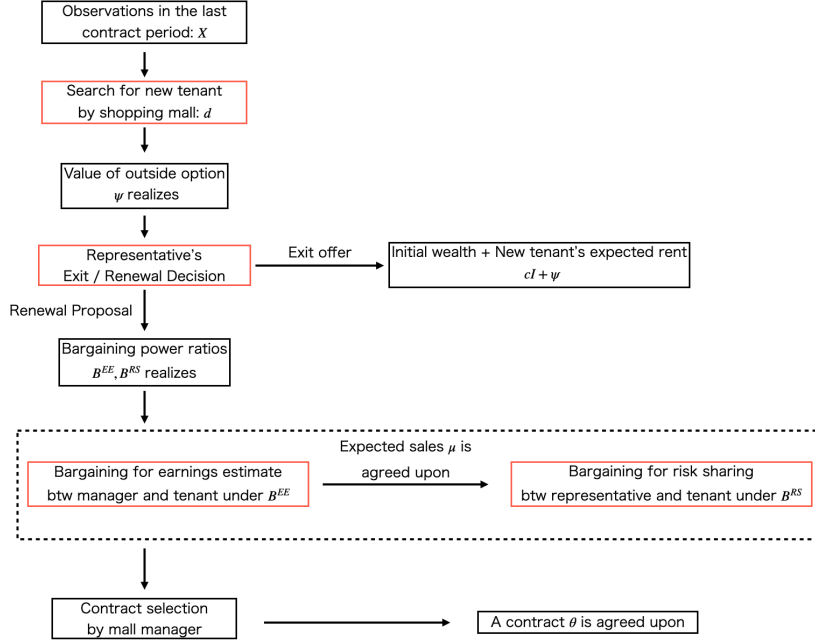 Observations in the last
contract period: X
Search for new tenant
by shopping mall: d
Value of outside option
ψ realizes
Representative's
Exit / Renewal Decision
Exit offer
Initial wealth + New tenant's expected rent
cI + ψ
Renewal Proposal
Bargaining power ratios
B^{EE}, B^{RS} realizes
Expected sales μ is
agreed upon
Bargaining for earnings estimate
btw manager and tenant under B^{EE}
Bargaining for risk sharing
btw representative and tenant under B^{RS}
Contract selection
by mall manager
A contract θ is agreed upon